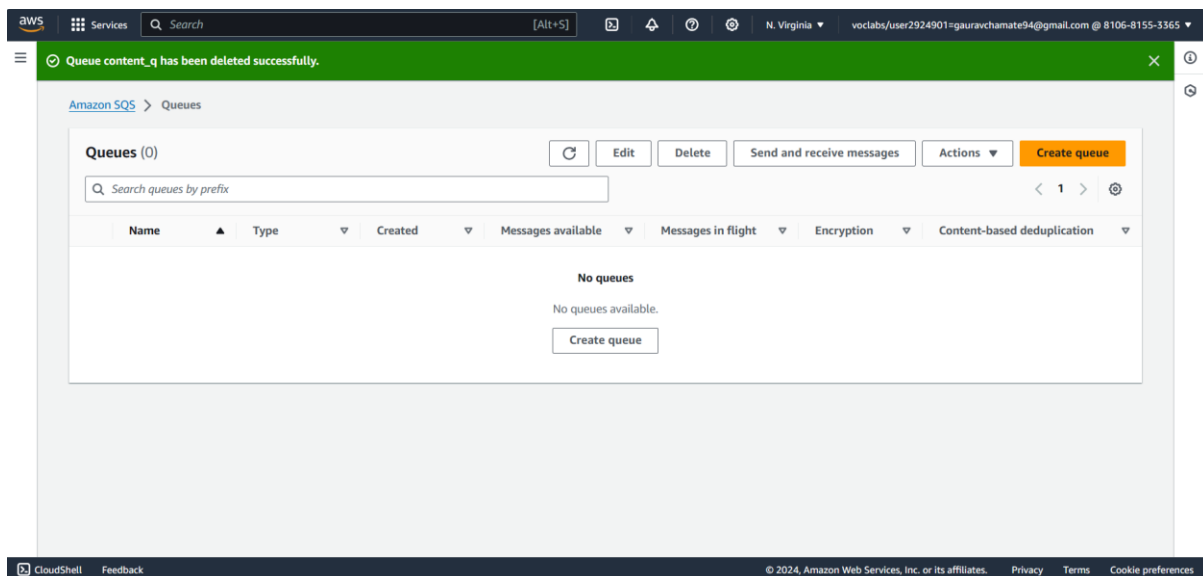 aws Services Search [Alt+S] N. Virginia ▼ voclabs/user2924901=gauravchamate94@gmail.com @ 8106-8155-3365 ▼
Queue content_q has been deleted successfully.
Amazon SQS > Queues
Queues (0) Edit Delete Send and receive messages Actions ▼ Create queue
Search queues by prefix < 1 >
Name Type Created Messages available Messages in flight Encryption Content-based deduplication
No queues
No queues available.
Create queue
CloudShell Feedback © 2024, Amazon Web Services, Inc. or its affiliates. Privacy Terms Cookie preferences